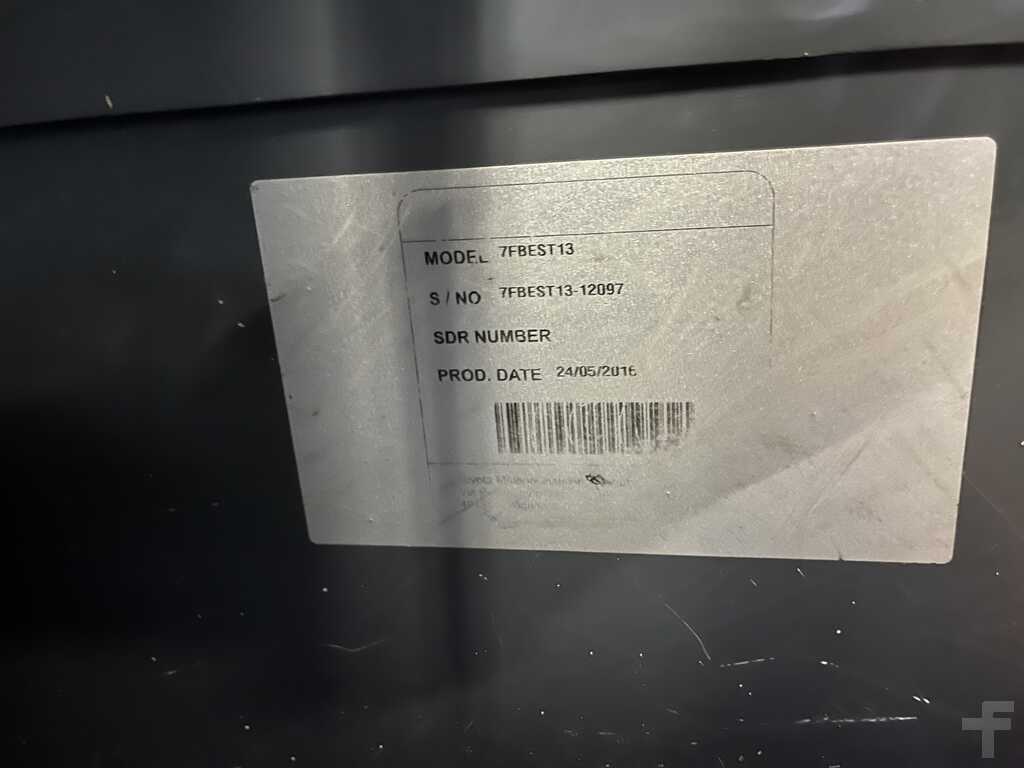 MODEL 7FBEST13
S / NO 7FBEST13-12097
SDR NUMBER
PROD. DATE 24/05/2016